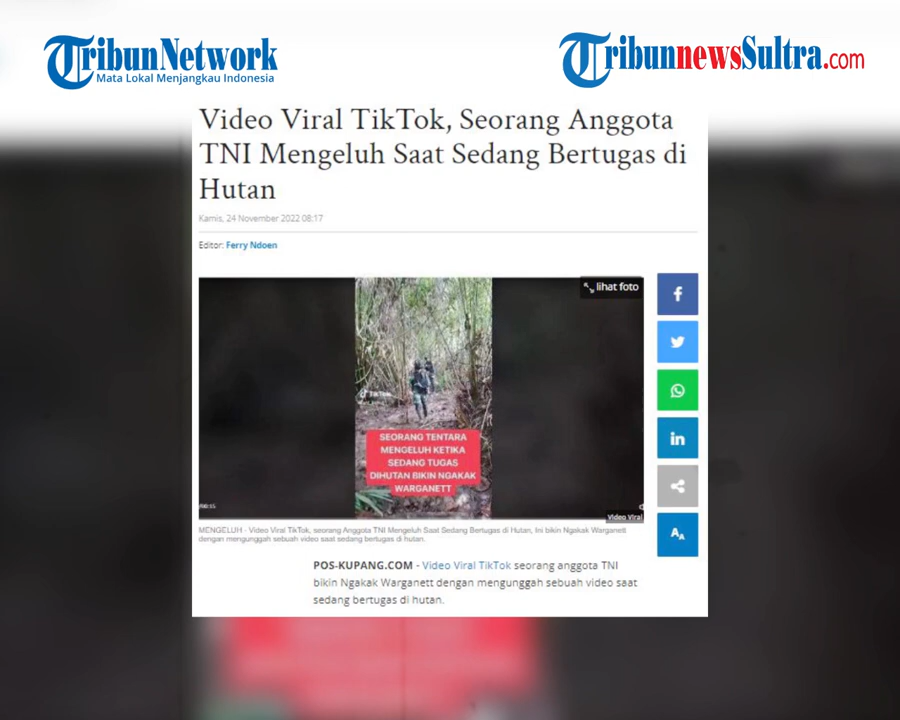 TribunNetwork
Mata Lokal Menjangkau Indonesia
TribunnewsSultra.com
Video Viral TikTok, Seorang Anggota
TNI Mengeluh Saat Sedang Bertugas di
Hutan
Kamis, 24 November 2022 08:17
Editor: Ferry Ndoen
lihat foto
TikTok
SEORANG TENTARA
MENGELUH KETIKA
SEDANG TUGAS
DIHUTAN BIKIN NGAKAK
WARGANETT
Video Viral
MENGELUH - Video Viral TikTok, seorang Anggota TNI Mengeluh Saat Sedang Bertugas di Hutan, Ini bikin Ngakak Warganett
dengan mengunggah sebuah video saat sedang bertugas di hutan.
POS-KUPANG.COM - Video Viral TikTok seorang anggota TNI
bikin Ngakak Warganett dengan mengunggah sebuah video saat
sedang bertugas di hutan.